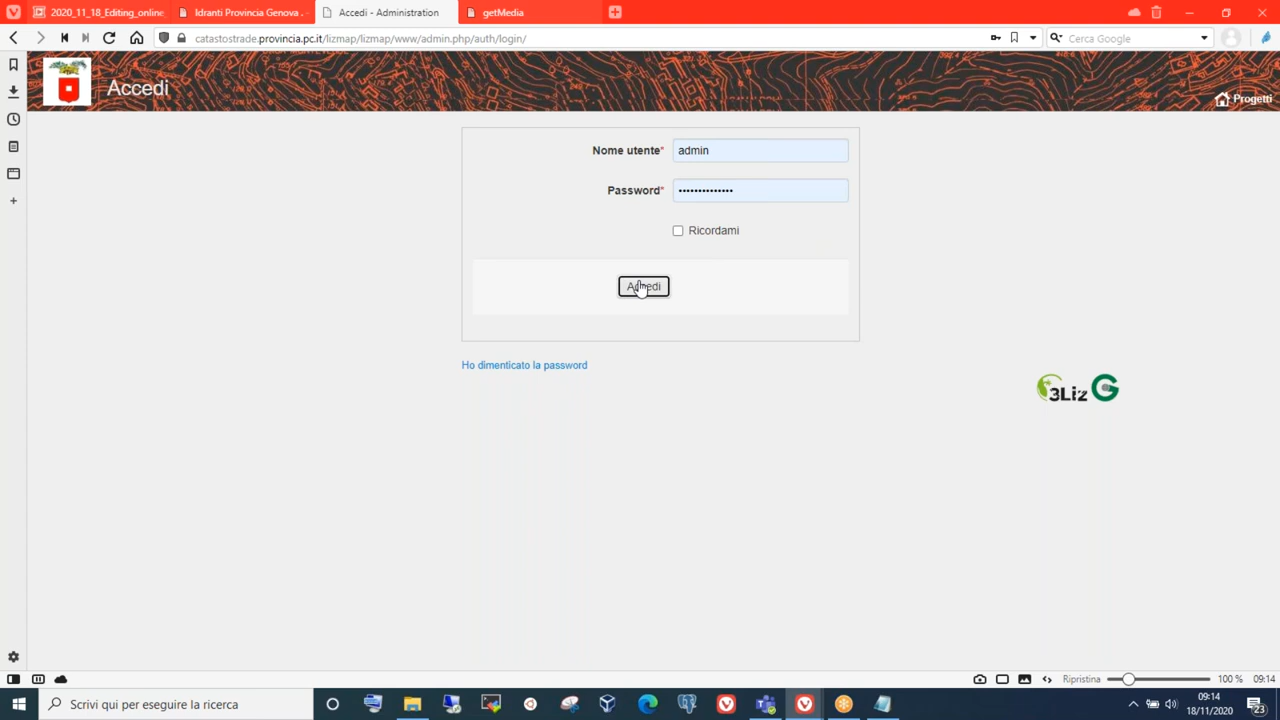 2020_11_18_Editing_online
Idranti Provincia Genova .
Accedi - Administration
getMedia
catastostrade.provincia.pc.it/lizmap/lizmap/www/admin.php/auth/login/
Cerca Google
Accedi
Progetti
Nome utente*
admin
Password*
••••••••••••••
Ricordami
Accedi
Ho dimenticato la password
3Liz G
Ripristina
100 %
09:14
Scrivi qui per eseguire la ricerca
09:14
18/11/2020
23